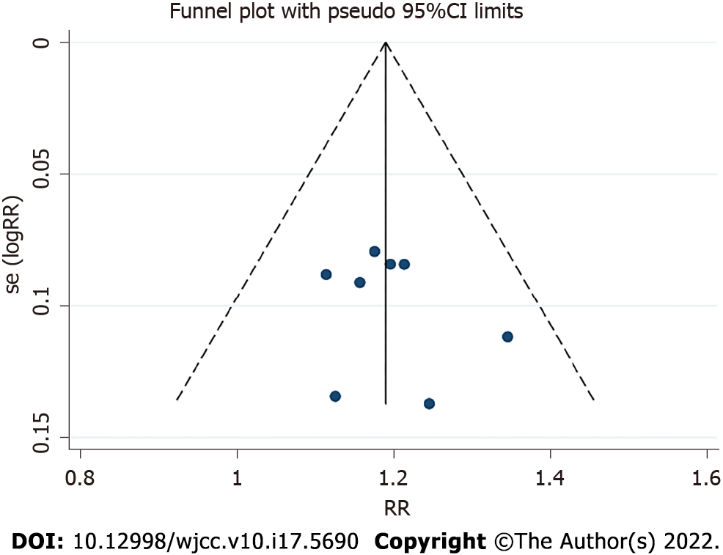 Funnel plot with pseudo 95%CI limits
0
0.05
0.1
0.15
se (logRR)
0.8 1 1.2 1.4 1.6
RR
DOI: 10.12998/wjcc.v10.i17.5690 Copyright ©The Author(s) 2022.